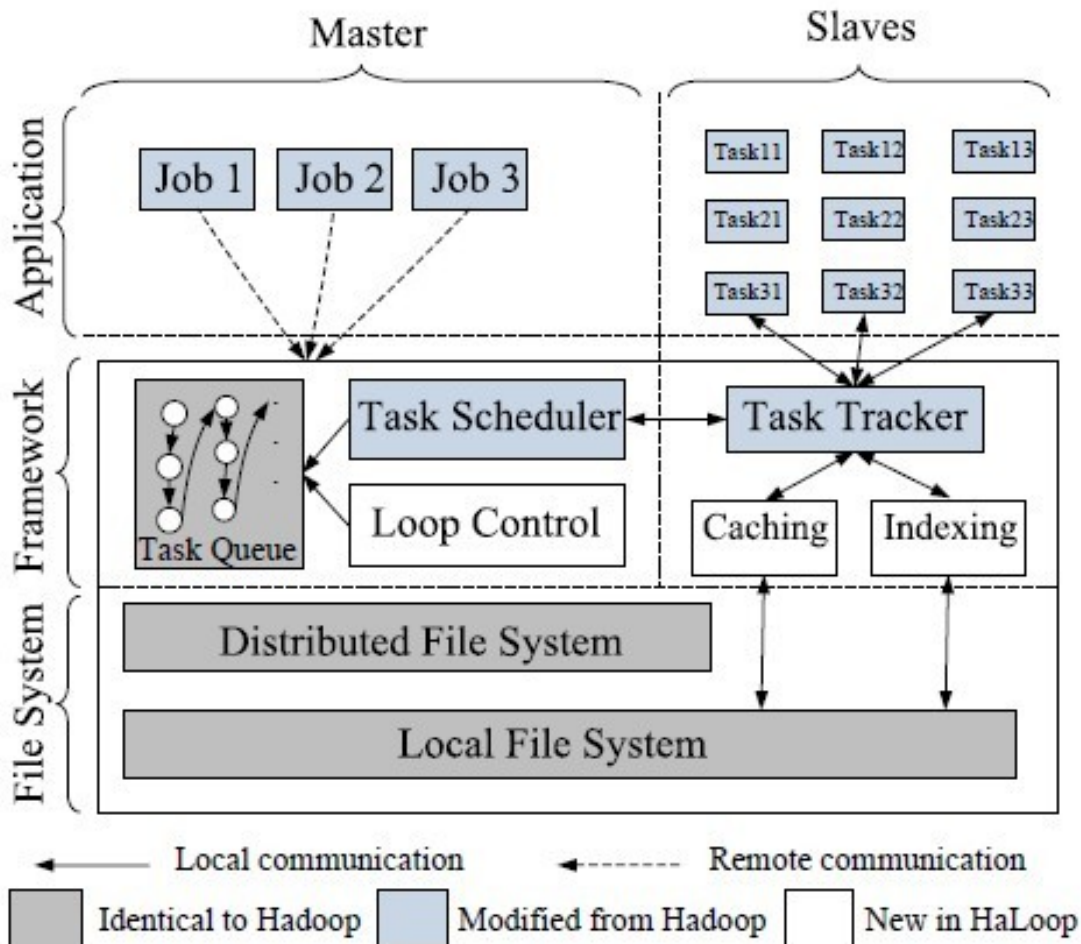 Master
Slaves
Application
Job 1
Job 2
Job 3
Task11
Task12
Task13
Task21
Task22
Task23
Task31
Task32
Task33
Framework
Task Queue
Task Scheduler
Loop Control
Task Tracker
Caching
Indexing
File System
Distributed File System
Local File System
Local communication
Remote communication
Identical to Hadoop
Modified from Hadoop
New in HaLoop